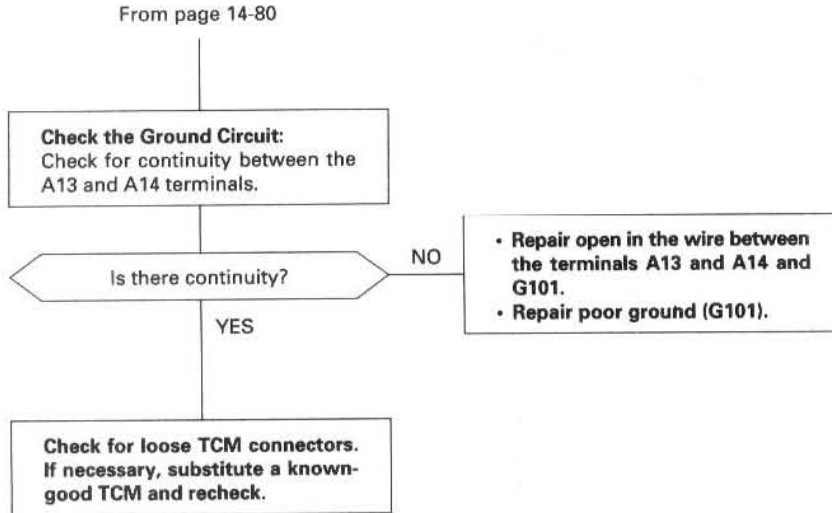 From page 14-80
Check the Ground Circuit:
Check for continuity between the
A13 and A14 terminals.
Is there continuity?
NO
• Repair open in the wire between
the terminals A13 and A14 and
G101.
• Repair poor ground (G101).
YES
Check for loose TCM connectors.
If necessary, substitute a known-
good TCM and recheck.